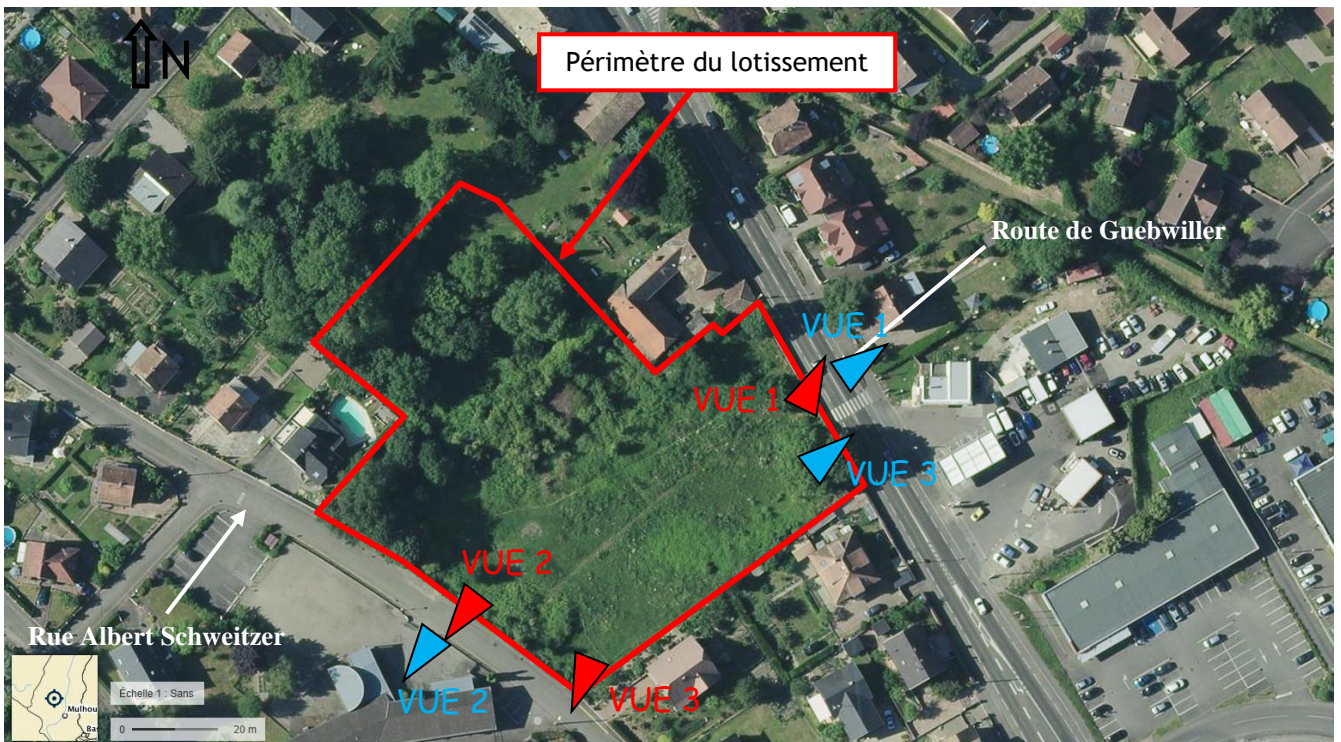 N
Périmètre du lotissement
Route de Guebwiller
VUE 1
VUE 1
VUE 3
VUE 2
Rue Albert Schweitzer
VUE 2
VUE 3
Échelle 1 : Sans
0 20 m
Mulhou
Bas